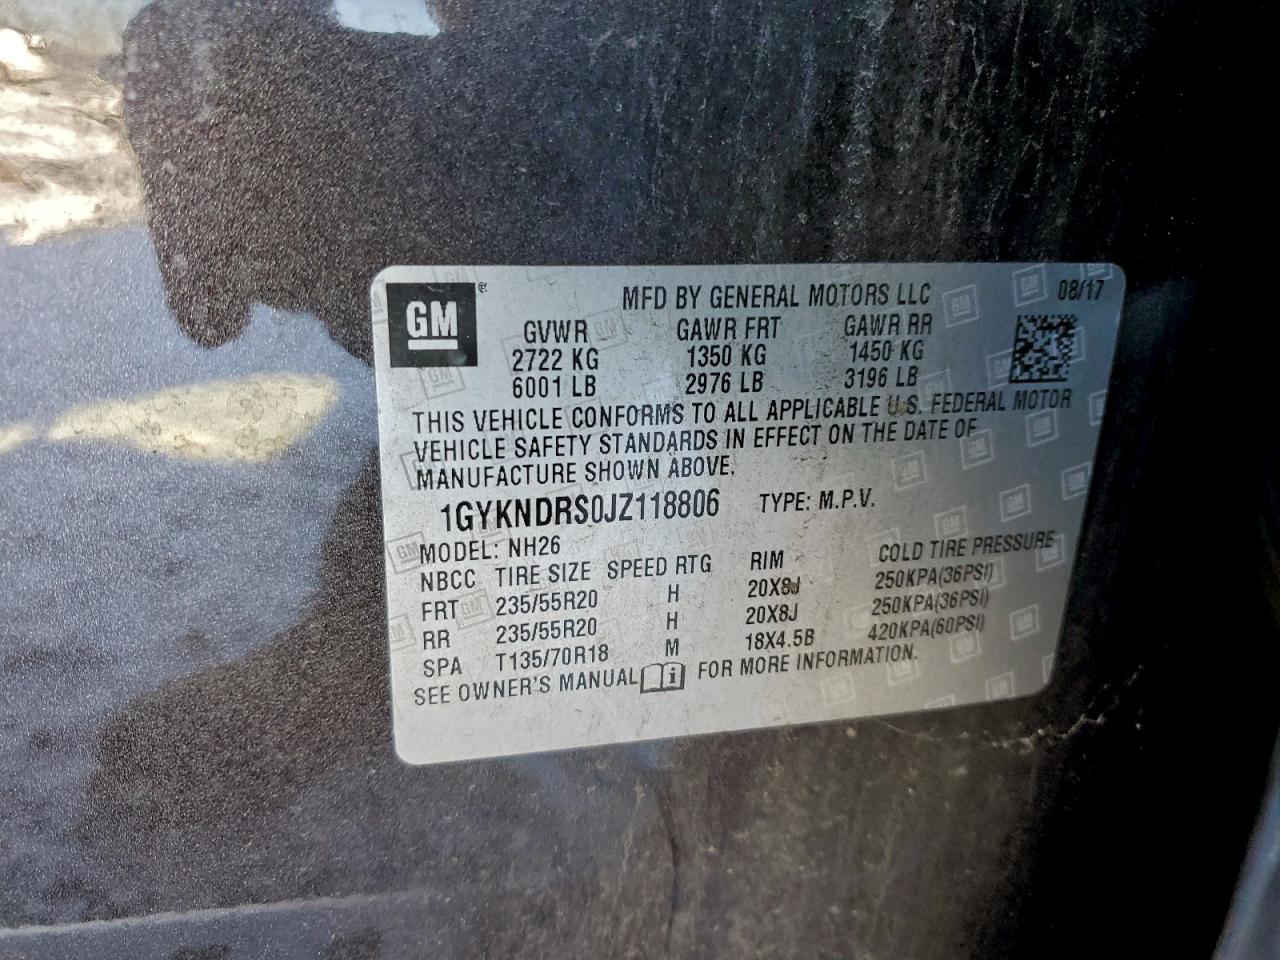 GM®
MFD BY GENERAL MOTORS LLC 08/17
GVWR GAWR FRT GAWR RR
2722 KG 1350 KG 1450 KG
6001 LB 2976 LB 3196 LB
THIS VEHICLE CONFORMS TO ALL APPLICABLE U.S. FEDERAL MOTOR
VEHICLE SAFETY STANDARDS IN EFFECT ON THE DATE OF
MANUFACTURE SHOWN ABOVE.
1GYKNDRS0JZ118806 TYPE: M.P.V.
MODEL: NH26
NBCC TIRE SIZE SPEED RTG RIM COLD TIRE PRESSURE
FRT 235/55R20 H 20X8J 250KPA(36PSI)
RR 235/55R20 H 20X8J 250KPA(36PSI)
SPA T135/70R18 M 18X4.5B 420KPA(60PSI)
SEE OWNER'S MANUAL i FOR MORE INFORMATION.